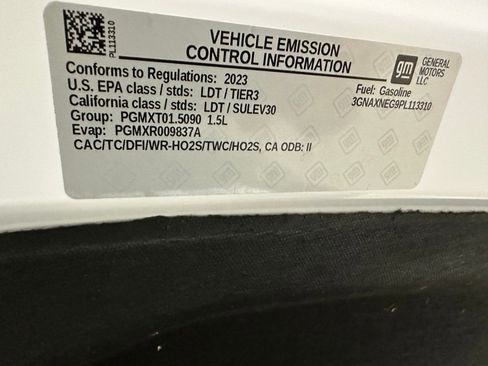 PL113310
VEHICLE EMISSION
CONTROL INFORMATION
gm
GENERAL
MOTORS
LLC
Conforms to Regulations: 2023
Fuel: Gasoline
U.S. EPA class / stds: LDT / TIER3
3GNAXNEG9PL113310
California class / stds: LDT / SULEV30
Group: PGMXT01.5090 1.5L
Evap: PGMXR009837A
CAC/TC/DFI/WR-HO2S/TWC/HO2S, CA ODB: II